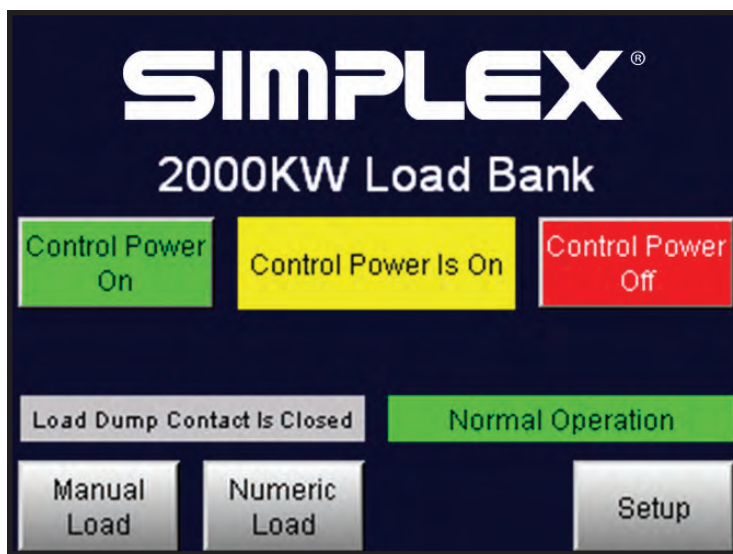 SIMPLEX®
2000KW Load Bank
Control Power
On
Control Power Is On
Control Power
Off
Load Dump Contact Is Closed
Normal Operation
Manual
Load
Numeric
Load
Setup